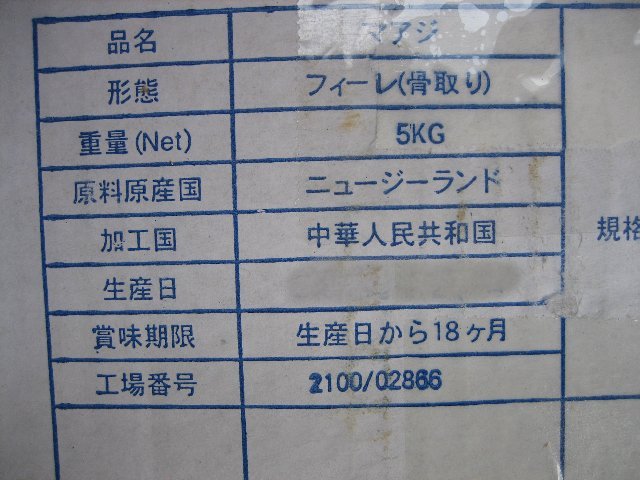 品名 マアジ
形態 フィーレ(骨取り)
重量(Net) 5KG
原料原産国 ニュージーランド
加工国 中華人民共和国 規格
生産日
賞味期限 生産日から18ヶ月
工場番号 2100/02866